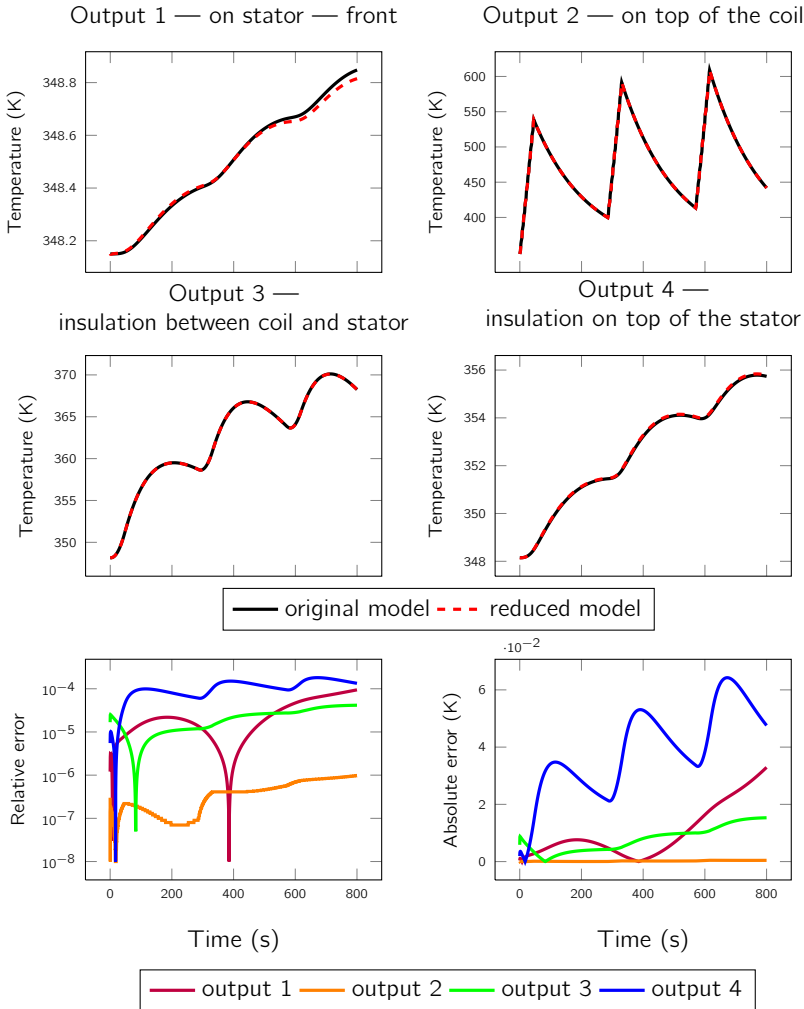 Output 1 — on stator — front
Output 2 — on top of the coil
348.8
348.6
348.4
348.2
Temperature (K)
600
550
500
450
400
Temperature (K)
Output 3 —
insulation between coil and stator
Output 4 —
insulation on top of the stator
370
365
360
355
350
Temperature (K)
356
354
352
350
348
Temperature (K)
original model
reduced model
10−4
10−5
10−6
10−7
10−8
Relative error
0 200 400 600 800
Time (s)
·10−2
6
4
2
0
Absolute error (K)
0 200 400 600 800
Time (s)
output 1 output 2 output 3 output 4